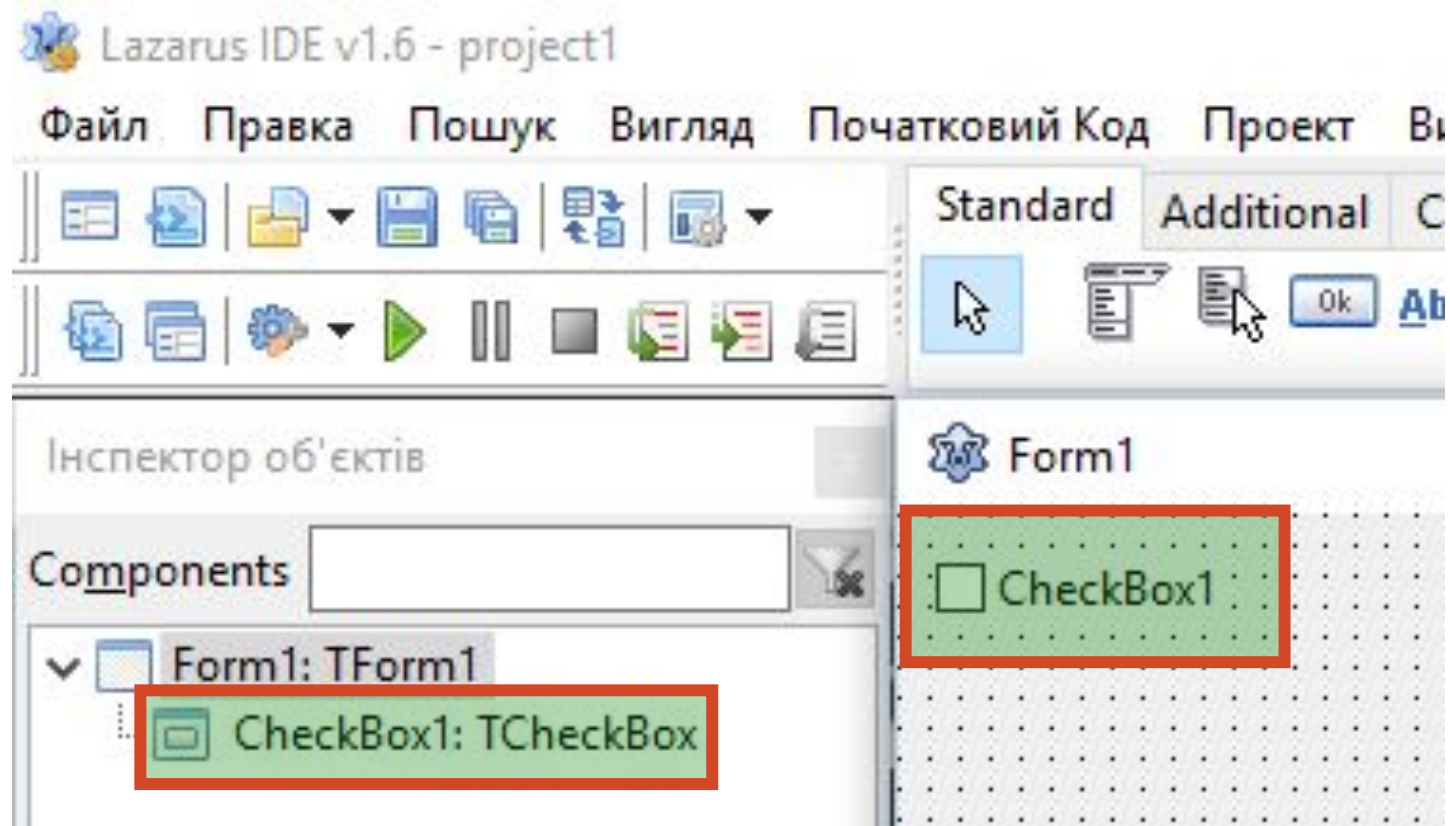 Lazarus IDE v1.6 - project1
Файл Правка Пошук Вигляд Початковий Код Проект
Standard Additional
Ok
Інспектор об'єктів
Form1
Components
CheckBox1
Form1: TForm1
CheckBox1: TCheckBox